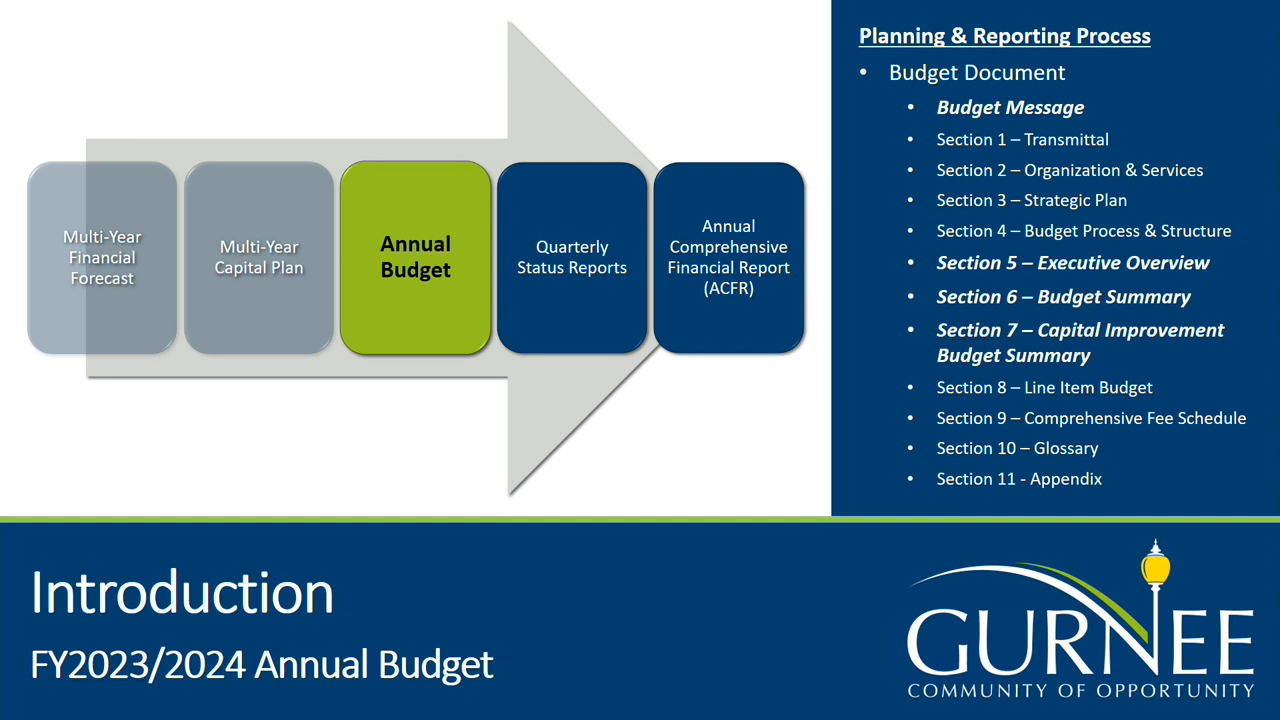 Multi-Year
Financial
Forecast
Multi-Year
Capital Plan
Annual
Budget
Quarterly
Status Reports
Annual
Comprehensive
Financial Report
(ACFR)
Planning & Reporting Process
• Budget Document
• Budget Message
• Section 1 – Transmittal
• Section 2 – Organization & Services
• Section 3 – Strategic Plan
• Section 4 – Budget Process & Structure
• Section 5 – Executive Overview
• Section 6 – Budget Summary
• Section 7 – Capital Improvement
Budget Summary
• Section 8 – Line Item Budget
• Section 9 – Comprehensive Fee Schedule
• Section 10 – Glossary
• Section 11 - Appendix
Introduction
FY2023/2024 Annual Budget
GURNEE
COMMUNITY OF OPPORTUNITY